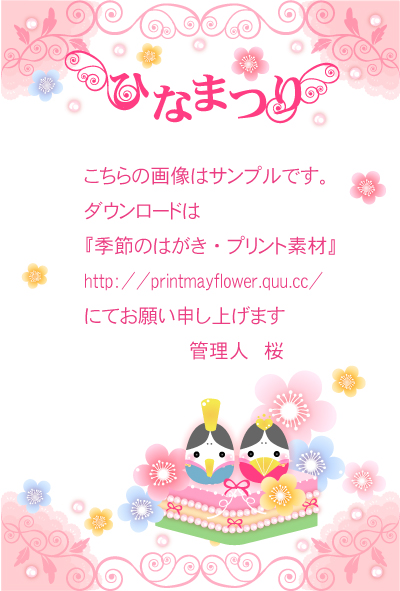 ひなまつり
こちらの画像はサンプルです。
ダウンロードは
『季節のはがき・プリント素材』
http://printmayflower.quu.cc/
にてお願い申し上げます
管理人　桜